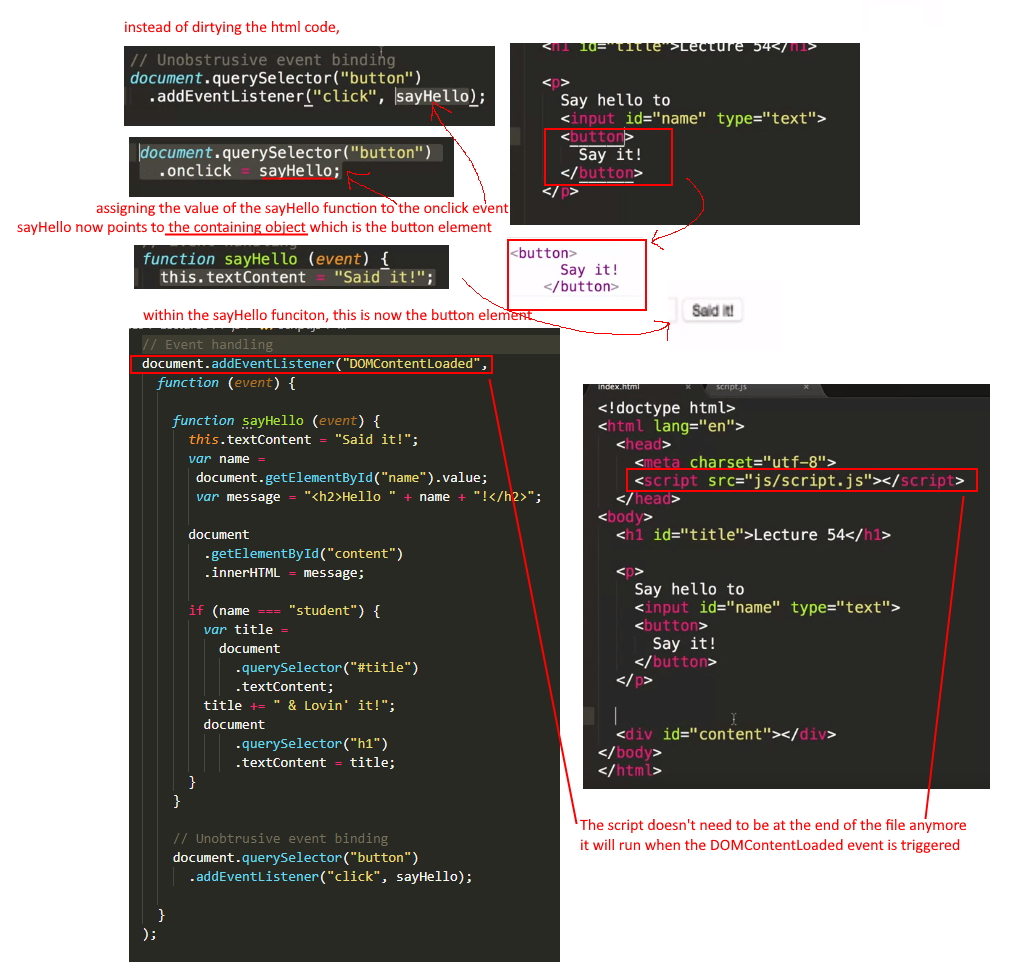 instead of dirtying the html code,
// Unobstrusive event binding
document.querySelector("button")
.addEventListener("click", sayHello);
<h1 id="title">Lecture 54</h1>
<p>
Say hello to
<input id="name" type="text">
<button>
Say it!
</button>
</p>
document.querySelector("button")
.onclick = sayHello;
assigning the value of the sayHello function to the onclick event
sayHello now points to the containing object which is the button element
// Event handling
function sayHello (event) {
this.textContent = "Said it!";
<button>
Say it!
</button>
Said it!
within the sayHello funciton, this is now the button element
// Event handling
document.addEventListener("DOMContentLoaded",
function (event) {
function sayHello (event) {
this.textContent = "Said it!";
var name =
document.getElementById("name").value;
var message = "<h2>Hello " + name + "!</h2>";
document
.getElementById("content")
.innerHTML = message;
if (name === "student") {
var title =
document
.querySelector("#title")
.textContent;
title += " & Lovin' it!";
document
.querySelector("h1")
.textContent = title;
}
}
// Unobtrusive event binding
document.querySelector("button")
.addEventListener("click", sayHello);
}
);
index.html × script.js ×
<!doctype html>
<html lang="en">
<head>
<meta charset="utf-8">
<script src="js/script.js"></script>
</head>
<body>
<h1 id="title">Lecture 54</h1>
<p>
Say hello to
<input id="name" type="text">
<button>
Say it!
</button>
</p>
<div id="content"></div>
</body>
</html>
The script doesn't need to be at the end of the file anymore
it will run when the DOMContentLoaded event is triggered